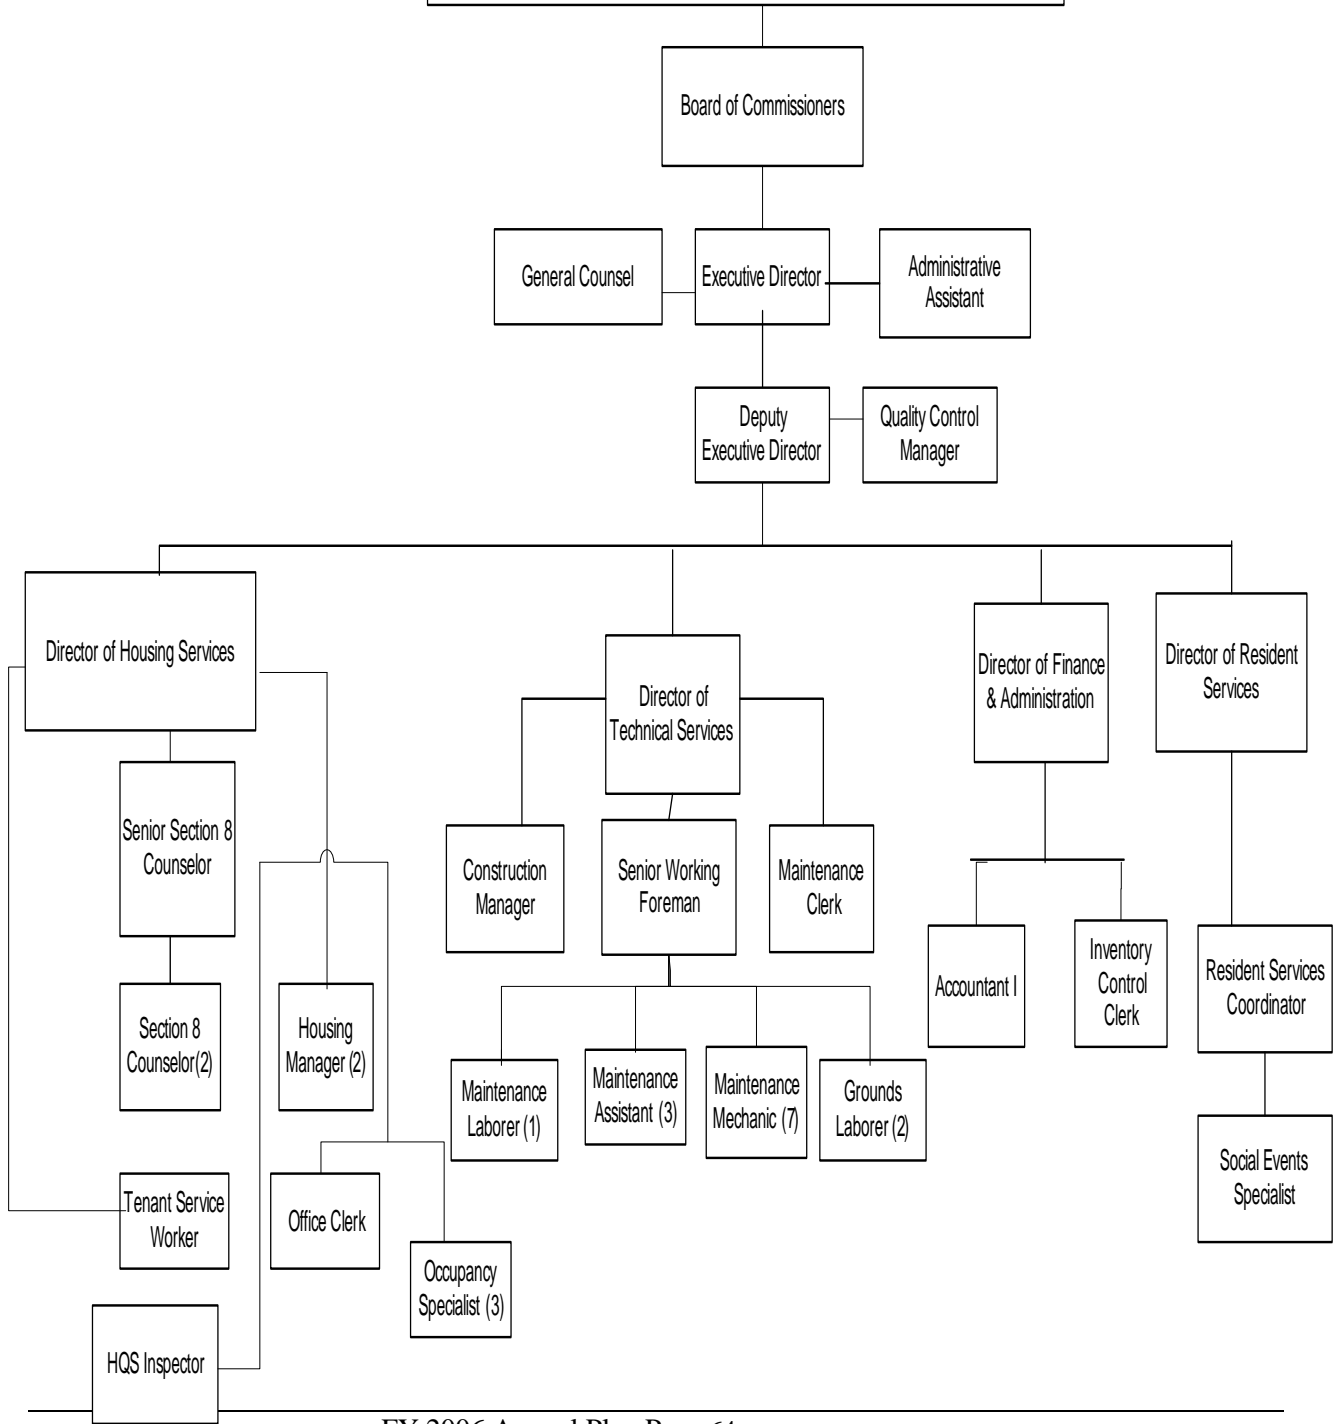 Board of Commissioners
General Counsel
Executive Director
Administrative
Assistant
Deputy
Executive Director
Quality Control
Manager
Director of Housing Services
Director of
Technical Services
Director of Finance
& Administration
Director of Resident
Services
Senior Section 8
Counselor
Construction
Manager
Senior Working
Foreman
Maintenance
Clerk
Accountant I
Inventory
Control
Clerk
Resident Services
Coordinator
Section 8
Counselor(2)
Housing
Manager (2)
Maintenance
Laborer (1)
Maintenance
Assistant (3)
Maintenance
Mechanic (7)
Grounds
Laborer (2)
Social Events
Specialist
Tenant Service
Worker
Office Clerk
Occupancy
Specialist (3)
HQS Inspector
FY 2006 Annual Plan Page 64